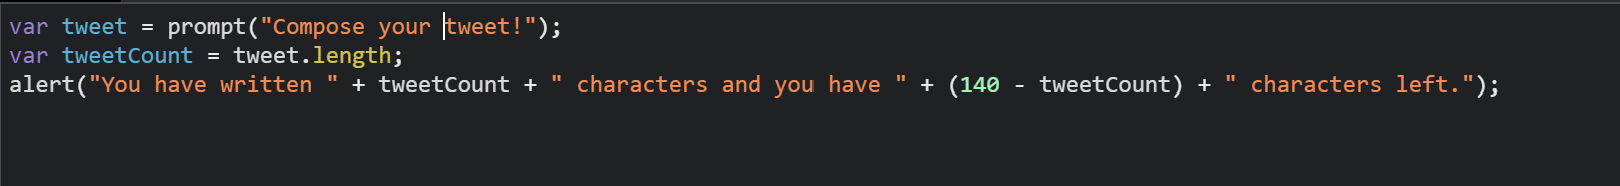 var tweet = prompt("Compose your tweet!");
var tweetCount = tweet.length;
alert("You have written " + tweetCount + " characters and you have " + (140 - tweetCount) + " characters left.");